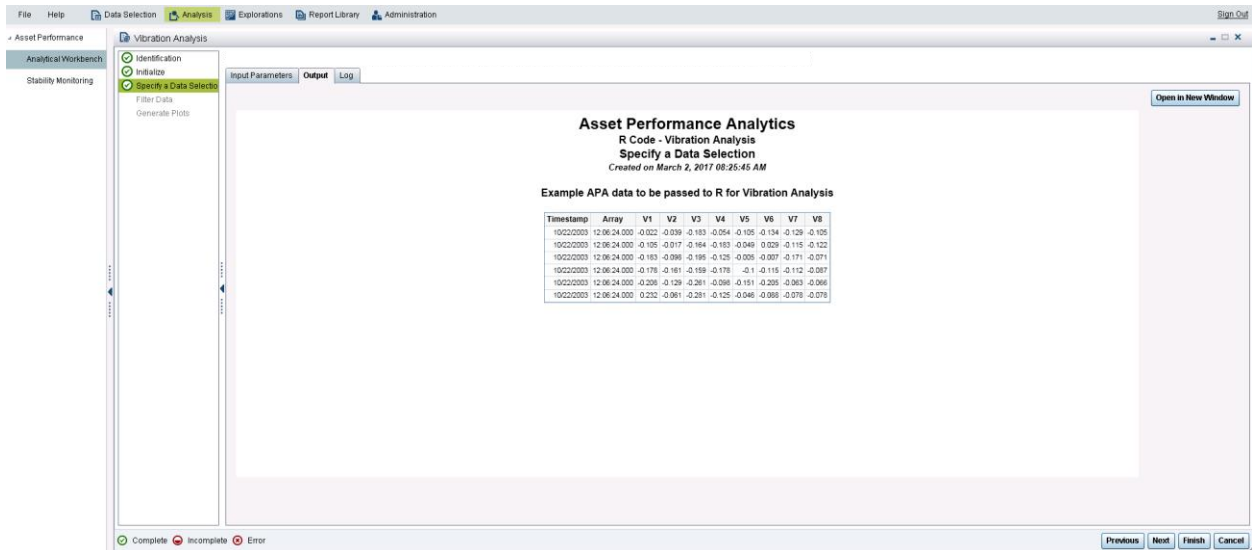 File Help Data Selection Analysis Explorations Report Library Administration Sign Out
Asset Performance
Analytical Workbench
Stability Monitoring
Vibration Analysis
Identification
Initialize
Specify a Data Selectio
Filter Data
Generate Plots
Input Parameters Output Log
Open in New Window
Asset Performance Analytics
R Code - Vibration Analysis
Specify a Data Selection
Created on March 2, 2017 08:25:45 AM
Example APA data to be passed to R for Vibration Analysis
Timestamp Array V1 V2 V3 V4 V5 V6 V7 V8
10/22/2003 12:06:24.000 -0.022 -0.039 -0.183 -0.054 -0.105 -0.134 -0.129 -0.105
10/22/2003 12:06:24.000 -0.105 -0.017 -0.164 -0.183 -0.049 0.029 -0.115 -0.122
10/22/2003 12:06:24.000 -0.183 -0.098 -0.195 -0.125 -0.005 -0.007 -0.171 -0.071
10/22/2003 12:06:24.000 -0.178 -0.161 -0.159 -0.178 -0.1 -0.115 -0.112 -0.067
10/22/2003 12:06:24.000 -0.208 -0.129 -0.261 -0.098 -0.151 -0.205 -0.063 -0.066
10/22/2003 12:06:24.000 0.232 -0.061 -0.281 -0.125 -0.046 -0.088 -0.078 -0.078
Complete Incomplete Error
Previous Next Finish Cancel